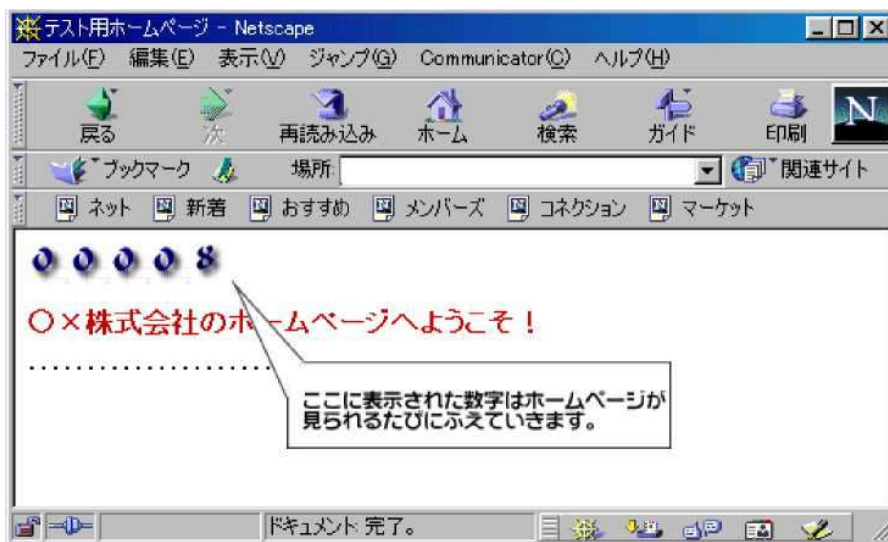 テスト用ホームページ - Netscape
ファイル(F) 編集(E) 表示(V) ジャンプ(G) Communicator(C) ヘルプ(H)
戻る 次 再読み込み ホーム 検索 ガイド 印刷 N
ブックマーク 場所: 関連サイト
ネット 新着 おすすめ メンバーズ コネクション マーケット
00008
○×株式会社のホームページへようこそ！
ここに表示された数字はホームページが
見られるたびにふえていきます。
ドキュメント: 完了。